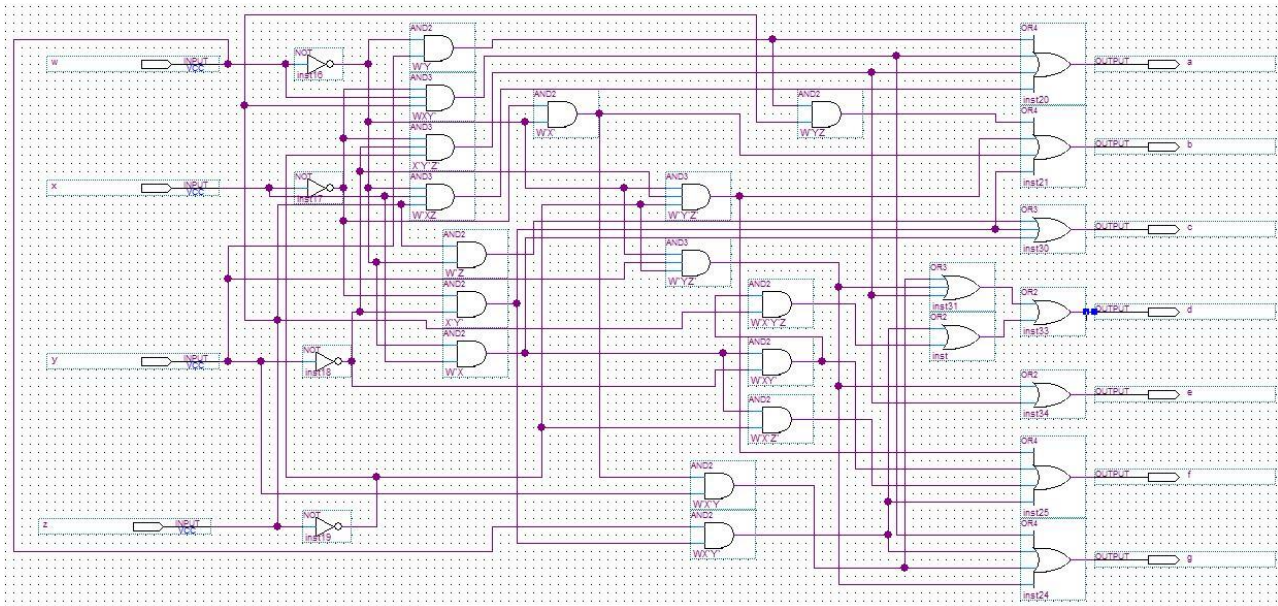 OR4
AND2
NOT
w
INPUT
VCC
inst16
W'Y
AND3
WX'Y'
AND2
W'X'
AND2
W'YZ
OUTPUT
a
inst20
OR4
AND3
X'Y'Z'
OUTPUT
b
inst21
x
INPUT
VCC
NOT
inst17
AND3
W'XZ
AND3
W'Y'Z'
OR3
OUTPUT
c
inst30
AND2
W'Z
AND3
W'YZ'
OR3
inst31
AND2
X'Y'
AND2
W'X'Y'Z
OR2
inst
OR2
inst33
OUTPUT
d
y
INPUT
VCC
NOT
inst18
AND2
W'X
AND2
W'XY'
AND2
W'X'Z'
OR2
inst34
OUTPUT
e
OR4
OUTPUT
f
inst25
AND2
W'X'Y
z
INPUT
VCC
NOT
inst19
AND2
WX'Y'
OR4
OUTPUT
g
inst24